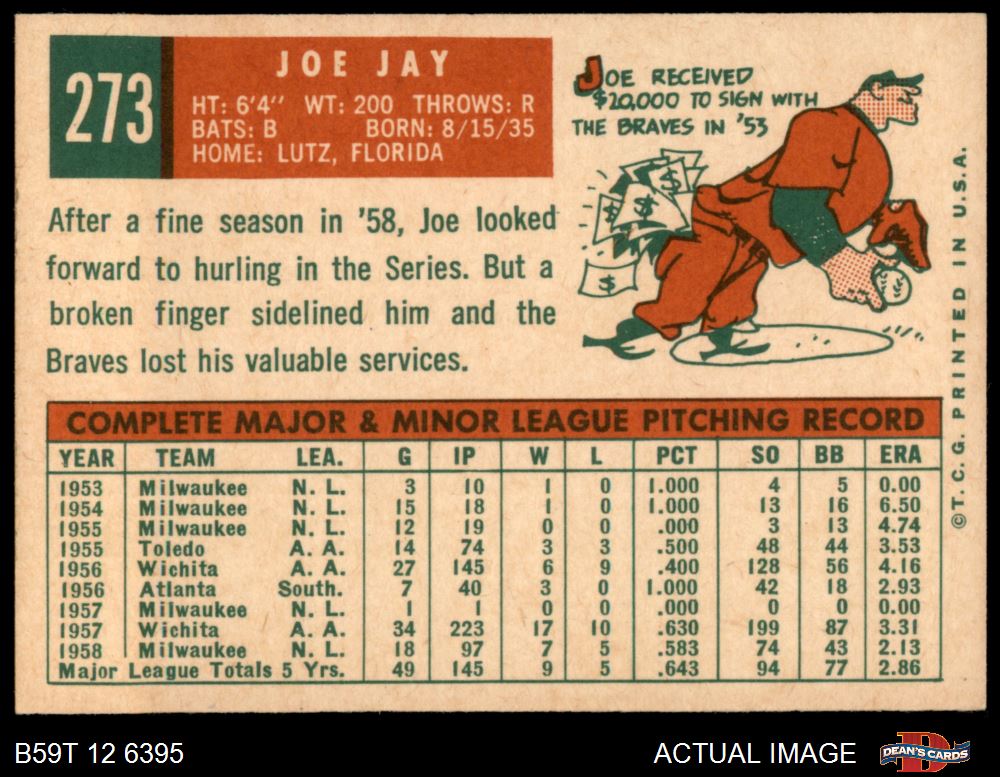 273
JOE JAY
HT: 6'4" WT: 200 THROWS: R
BATS: B BORN: 8/15/35
HOME: LUTZ, FLORIDA
JOE RECEIVED
$20,000 TO SIGN WITH
THE BRAVES IN '53
$
$
$
$
After a fine season in '58, Joe looked
forward to hurling in the Series. But a
broken finger sidelined him and the
Braves lost his valuable services.
COMPLETE MAJOR & MINOR LEAGUE PITCHING RECORD
YEAR TEAM LEA. G IP W L PCT SO BB ERA
1953 Milwaukee N. L. 3 10 1 0 1.000 4 5 0.00
1954 Milwaukee N. L. 15 18 1 0 1.000 13 16 6.50
1955 Milwaukee N. L. 12 19 0 0 .000 3 13 4.74
1955 Toledo A. A. 14 74 3 3 .500 48 44 3.53
1956 Wichita A. A. 27 145 6 9 .400 128 56 4.16
1956 Atlanta South. 7 40 3 0 1.000 42 18 2.93
1957 Milwaukee N. L. 1 1 0 0 .000 0 0 0.00
1957 Wichita A. A. 34 223 17 10 .630 199 87 3.31
1958 Milwaukee N. L. 18 97 7 5 .583 74 43 2.13
Major League Totals 5 Yrs. 49 145 9 5 .643 94 77 2.86
©T. C. G. PRINTED IN U.S.A.
B59T 12 6395
ACTUAL IMAGE
DEAN'S CARDS